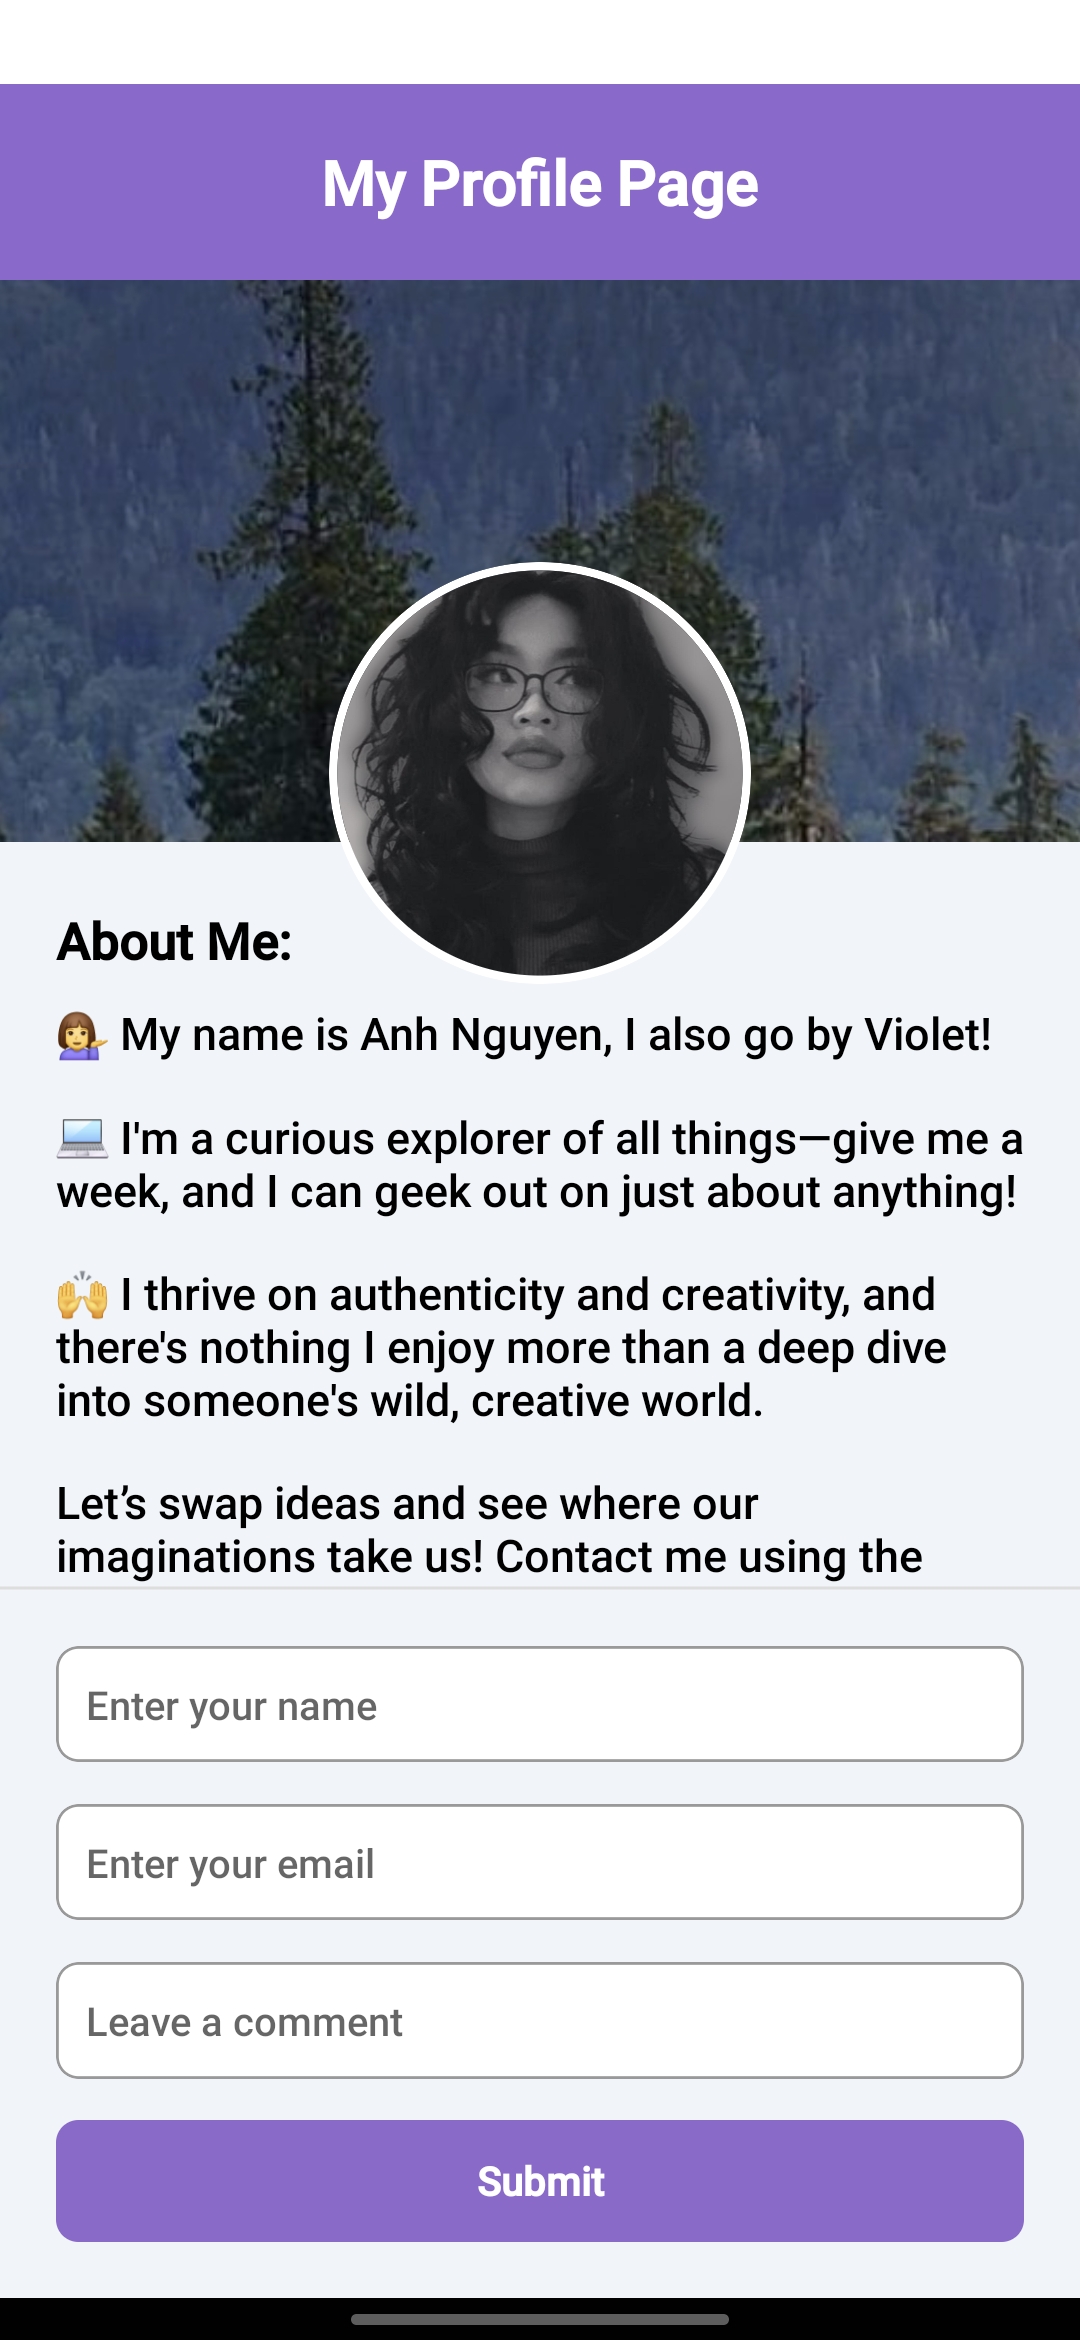 My Profile Page
About Me:
💁‍♀️ My name is Anh Nguyen, I also go by Violet!
💻 I'm a curious explorer of all things—give me a
week, and I can geek out on just about anything!
🙌 I thrive on authenticity and creativity, and
there's nothing I enjoy more than a deep dive
into someone's wild, creative world.
Let’s swap ideas and see where our
imaginations take us! Contact me using the
Enter your name
Enter your email
Leave a comment
Submit